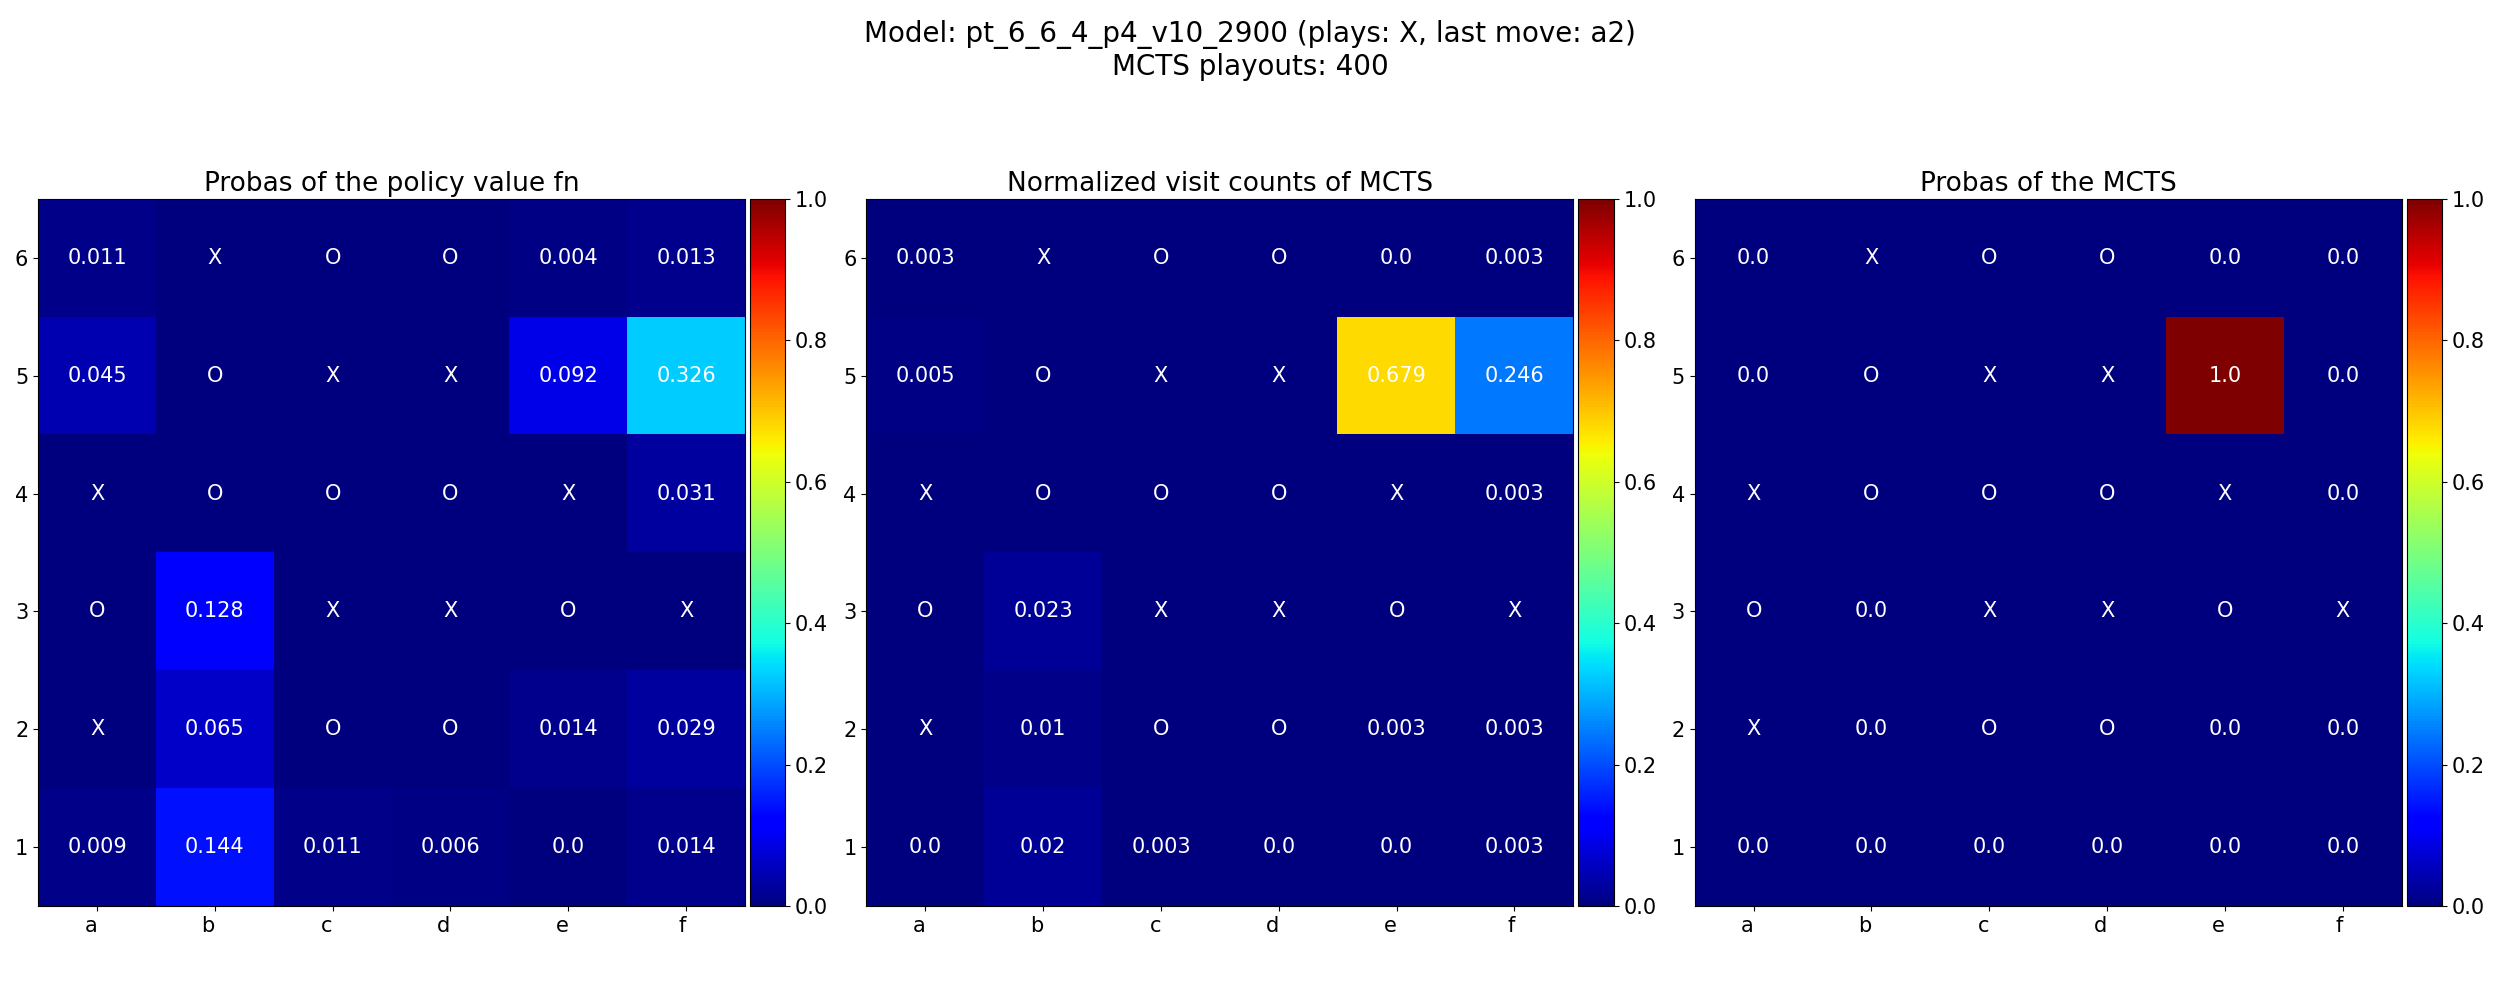 Model: pt_6_6_4_p4_v10_2900 (plays: X, last move: a2)
MCTS playouts: 400
Probas of the policy value fn
1.0
6 0.011 X O O 0.004 0.013
0.8
5 0.045 O X X 0.092 0.326
4 X O O O X 0.031
0.6
3 O 0.128 X X O X
0.4
2 X 0.065 O O 0.014 0.029
0.2
1 0.009 0.144 0.011 0.006 0.0 0.014
0.0
a b c d e f
Normalized visit counts of MCTS
1.0
6 0.003 X O O 0.0 0.003
0.8
5 0.005 O X X 0.679 0.246
4 X O O O X 0.003
0.6
3 O 0.023 X X O X
0.4
2 X 0.01 O O 0.003 0.003
0.2
1 0.0 0.02 0.003 0.0 0.0 0.003
0.0
a b c d e f
Probas of the MCTS
1.0
6 0.0 X O O 0.0 0.0
0.8
5 0.0 O X X 1.0 0.0
4 X O O O X 0.0
0.6
3 O 0.0 X X O X
0.4
2 X 0.0 O O 0.0 0.0
0.2
1 0.0 0.0 0.0 0.0 0.0 0.0
0.0
a b c d e f